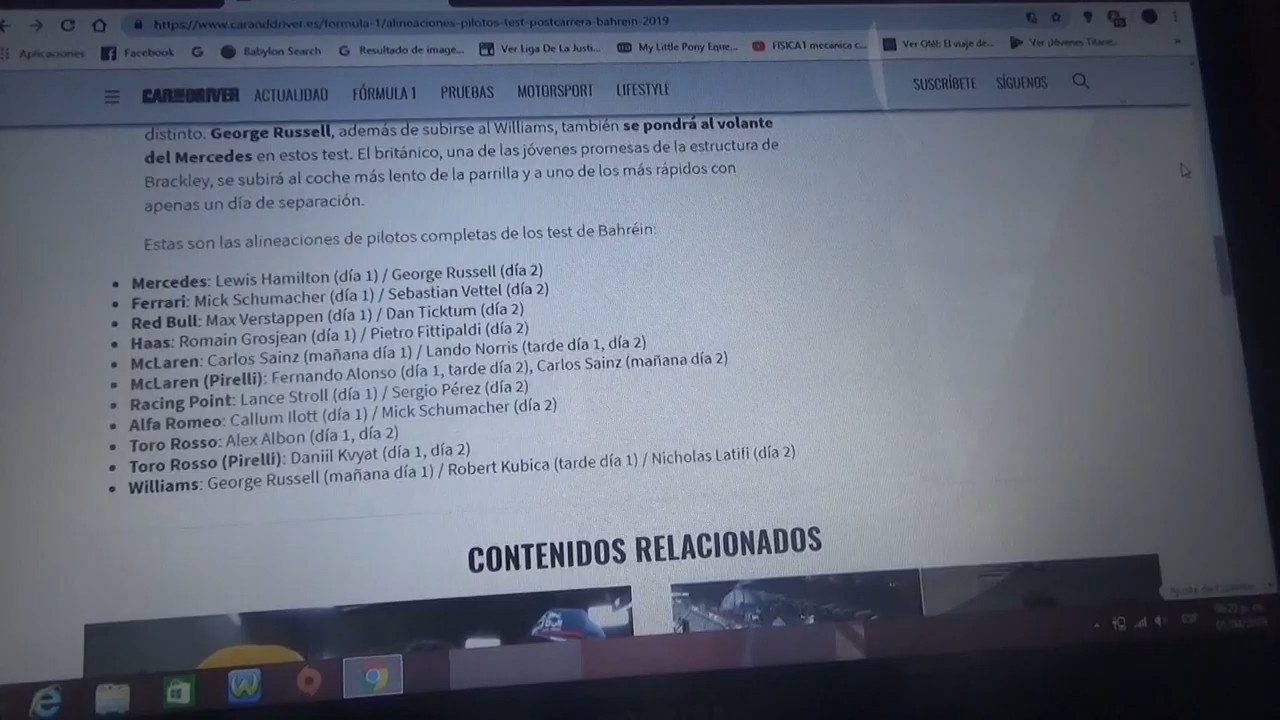 https://www.caranddriver.es/formula-1/alineaciones-pilotos-test-postcarrera-bahrein-2019
Aplicaciones Facebook Babylon Search Resultado de image... Ver Liga De La Justi... My Little Pony Eque... FISICA1 mecanica c... Ver Olé!: El viaje de... Ver ¡Jóvenes Titane...
CAR AND DRIVER ACTUALIDAD FÓRMULA 1 PRUEBAS MOTORSPORT LIFESTYLE SUSCRÍBETE SÍGUENOS
distinto. George Russell, además de subirse al Williams, también se pondrá al volante
del Mercedes en estos test. El británico, una de las jóvenes promesas de la estructura de
Brackley, se subirá al coche más lento de la parrilla y a uno de los más rápidos con
apenas un día de separación.
Estas son las alineaciones de pilotos completas de los test de Bahréin:
Mercedes: Lewis Hamilton (día 1) / George Russell (día 2)
Ferrari: Mick Schumacher (día 1) / Sebastian Vettel (día 2)
Red Bull: Max Verstappen (día 1) / Dan Ticktum (día 2)
Haas: Romain Grosjean (día 1) / Pietro Fittipaldi (día 2)
McLaren: Carlos Sainz (mañana día 1) / Lando Norris (tarde día 1, día 2)
McLaren (Pirelli): Fernando Alonso (día 1, tarde día 2), Carlos Sainz (mañana día 2)
Racing Point: Lance Stroll (día 1) / Sergio Pérez (día 2)
Alfa Romeo: Callum Ilott (día 1) / Mick Schumacher (día 2)
Toro Rosso: Alex Albon (día 1, día 2)
Toro Rosso (Pirelli): Daniil Kvyat (día 1, día 2)
Williams: George Russell (mañana día 1) / Robert Kubica (tarde día 1) / Nicholas Latifi (día 2)
CONTENIDOS RELACIONADOS